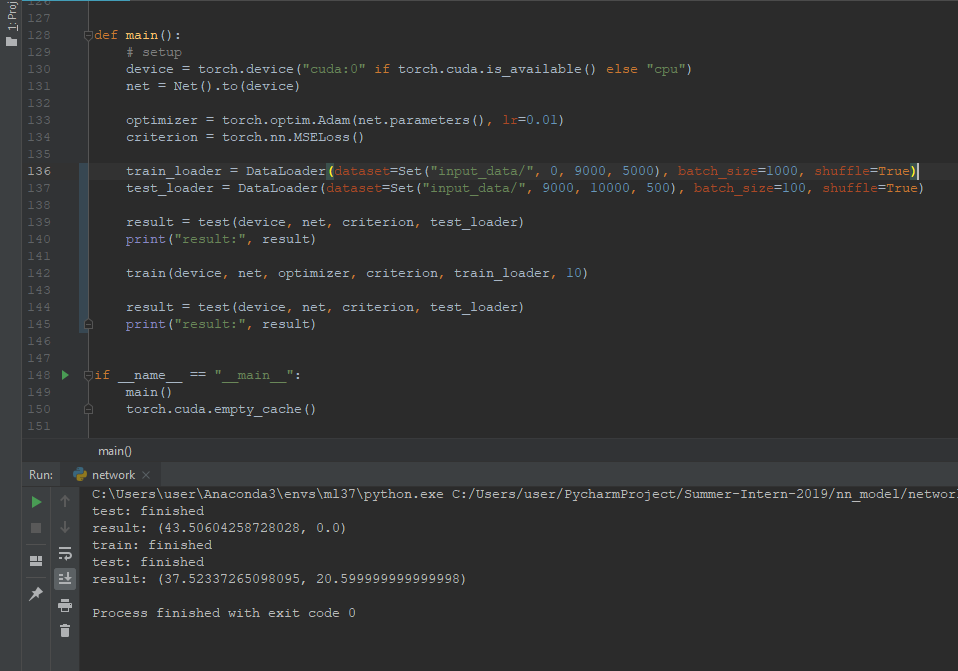 1: Proj
126
127
128 def main():
129 # setup
130 device = torch.device("cuda:0" if torch.cuda.is_available() else "cpu")
131 net = Net().to(device)
132
133 optimizer = torch.optim.Adam(net.parameters(), lr=0.01)
134 criterion = torch.nn.MSELoss()
135
136 train_loader = DataLoader(dataset=Set("input_data/", 0, 9000, 5000), batch_size=1000, shuffle=True)
137 test_loader = DataLoader(dataset=Set("input_data/", 9000, 10000, 500), batch_size=100, shuffle=True)
138
139 result = test(device, net, criterion, test_loader)
140 print("result:", result)
141
142 train(device, net, optimizer, criterion, train_loader, 10)
143
144 result = test(device, net, criterion, test_loader)
145 print("result:", result)
146
147
148 if __name__ == "__main__":
149 main()
150 torch.cuda.empty_cache()
151
main()
Run: network
C:\Users\user\Anaconda3\envs\ml37\python.exe C:/Users/user/PycharmProject/Summer-Intern-2019/nn_model/networ
test: finished
result: (43.50604258728028, 0.0)
train: finished
test: finished
result: (37.52337265098095, 20.599999999999998)
Process finished with exit code 0